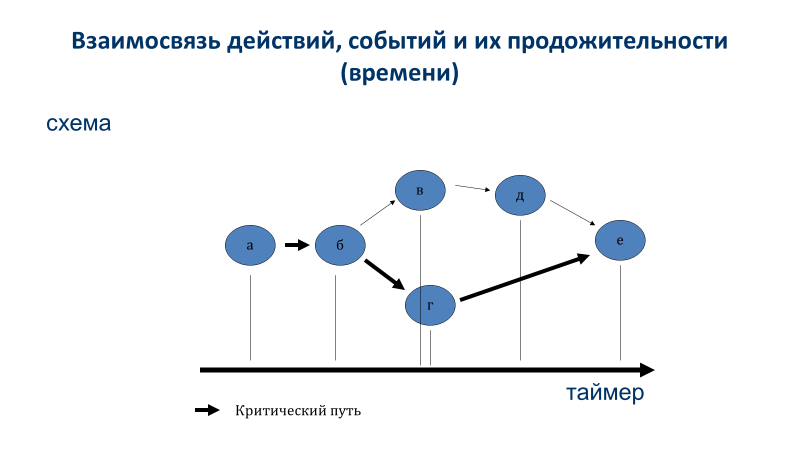 Взаимосвязь действий, событий и их продожительности
(времени)
схема
в
д
а
б
е
г
таймер
Критический путь